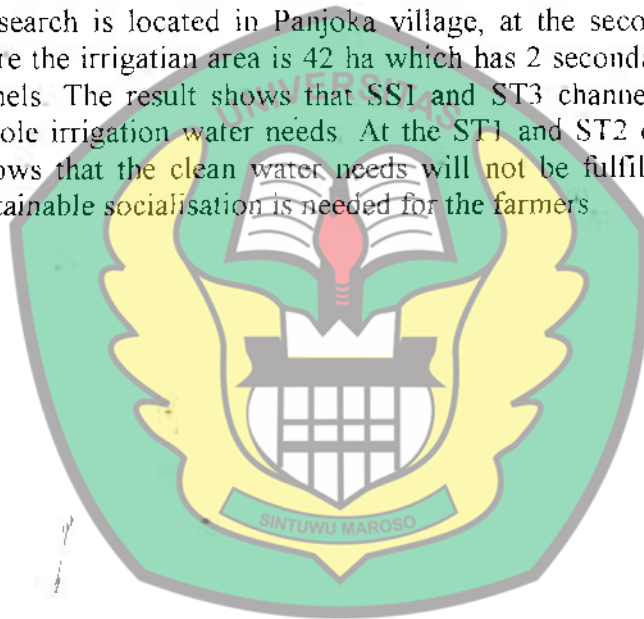 search is located in Panjoka village, at the seco
re the irrigatian area is 42 ha which has 2 seconda
nels. The result shows that SS1 and ST3 channe
ole irrigation water needs. At the ST1 and ST2
ows that the clean water needs will not be fulfil
tainable socialisation is needed for the farmers
UNIVERSITAS
SINTUWU MAROSO